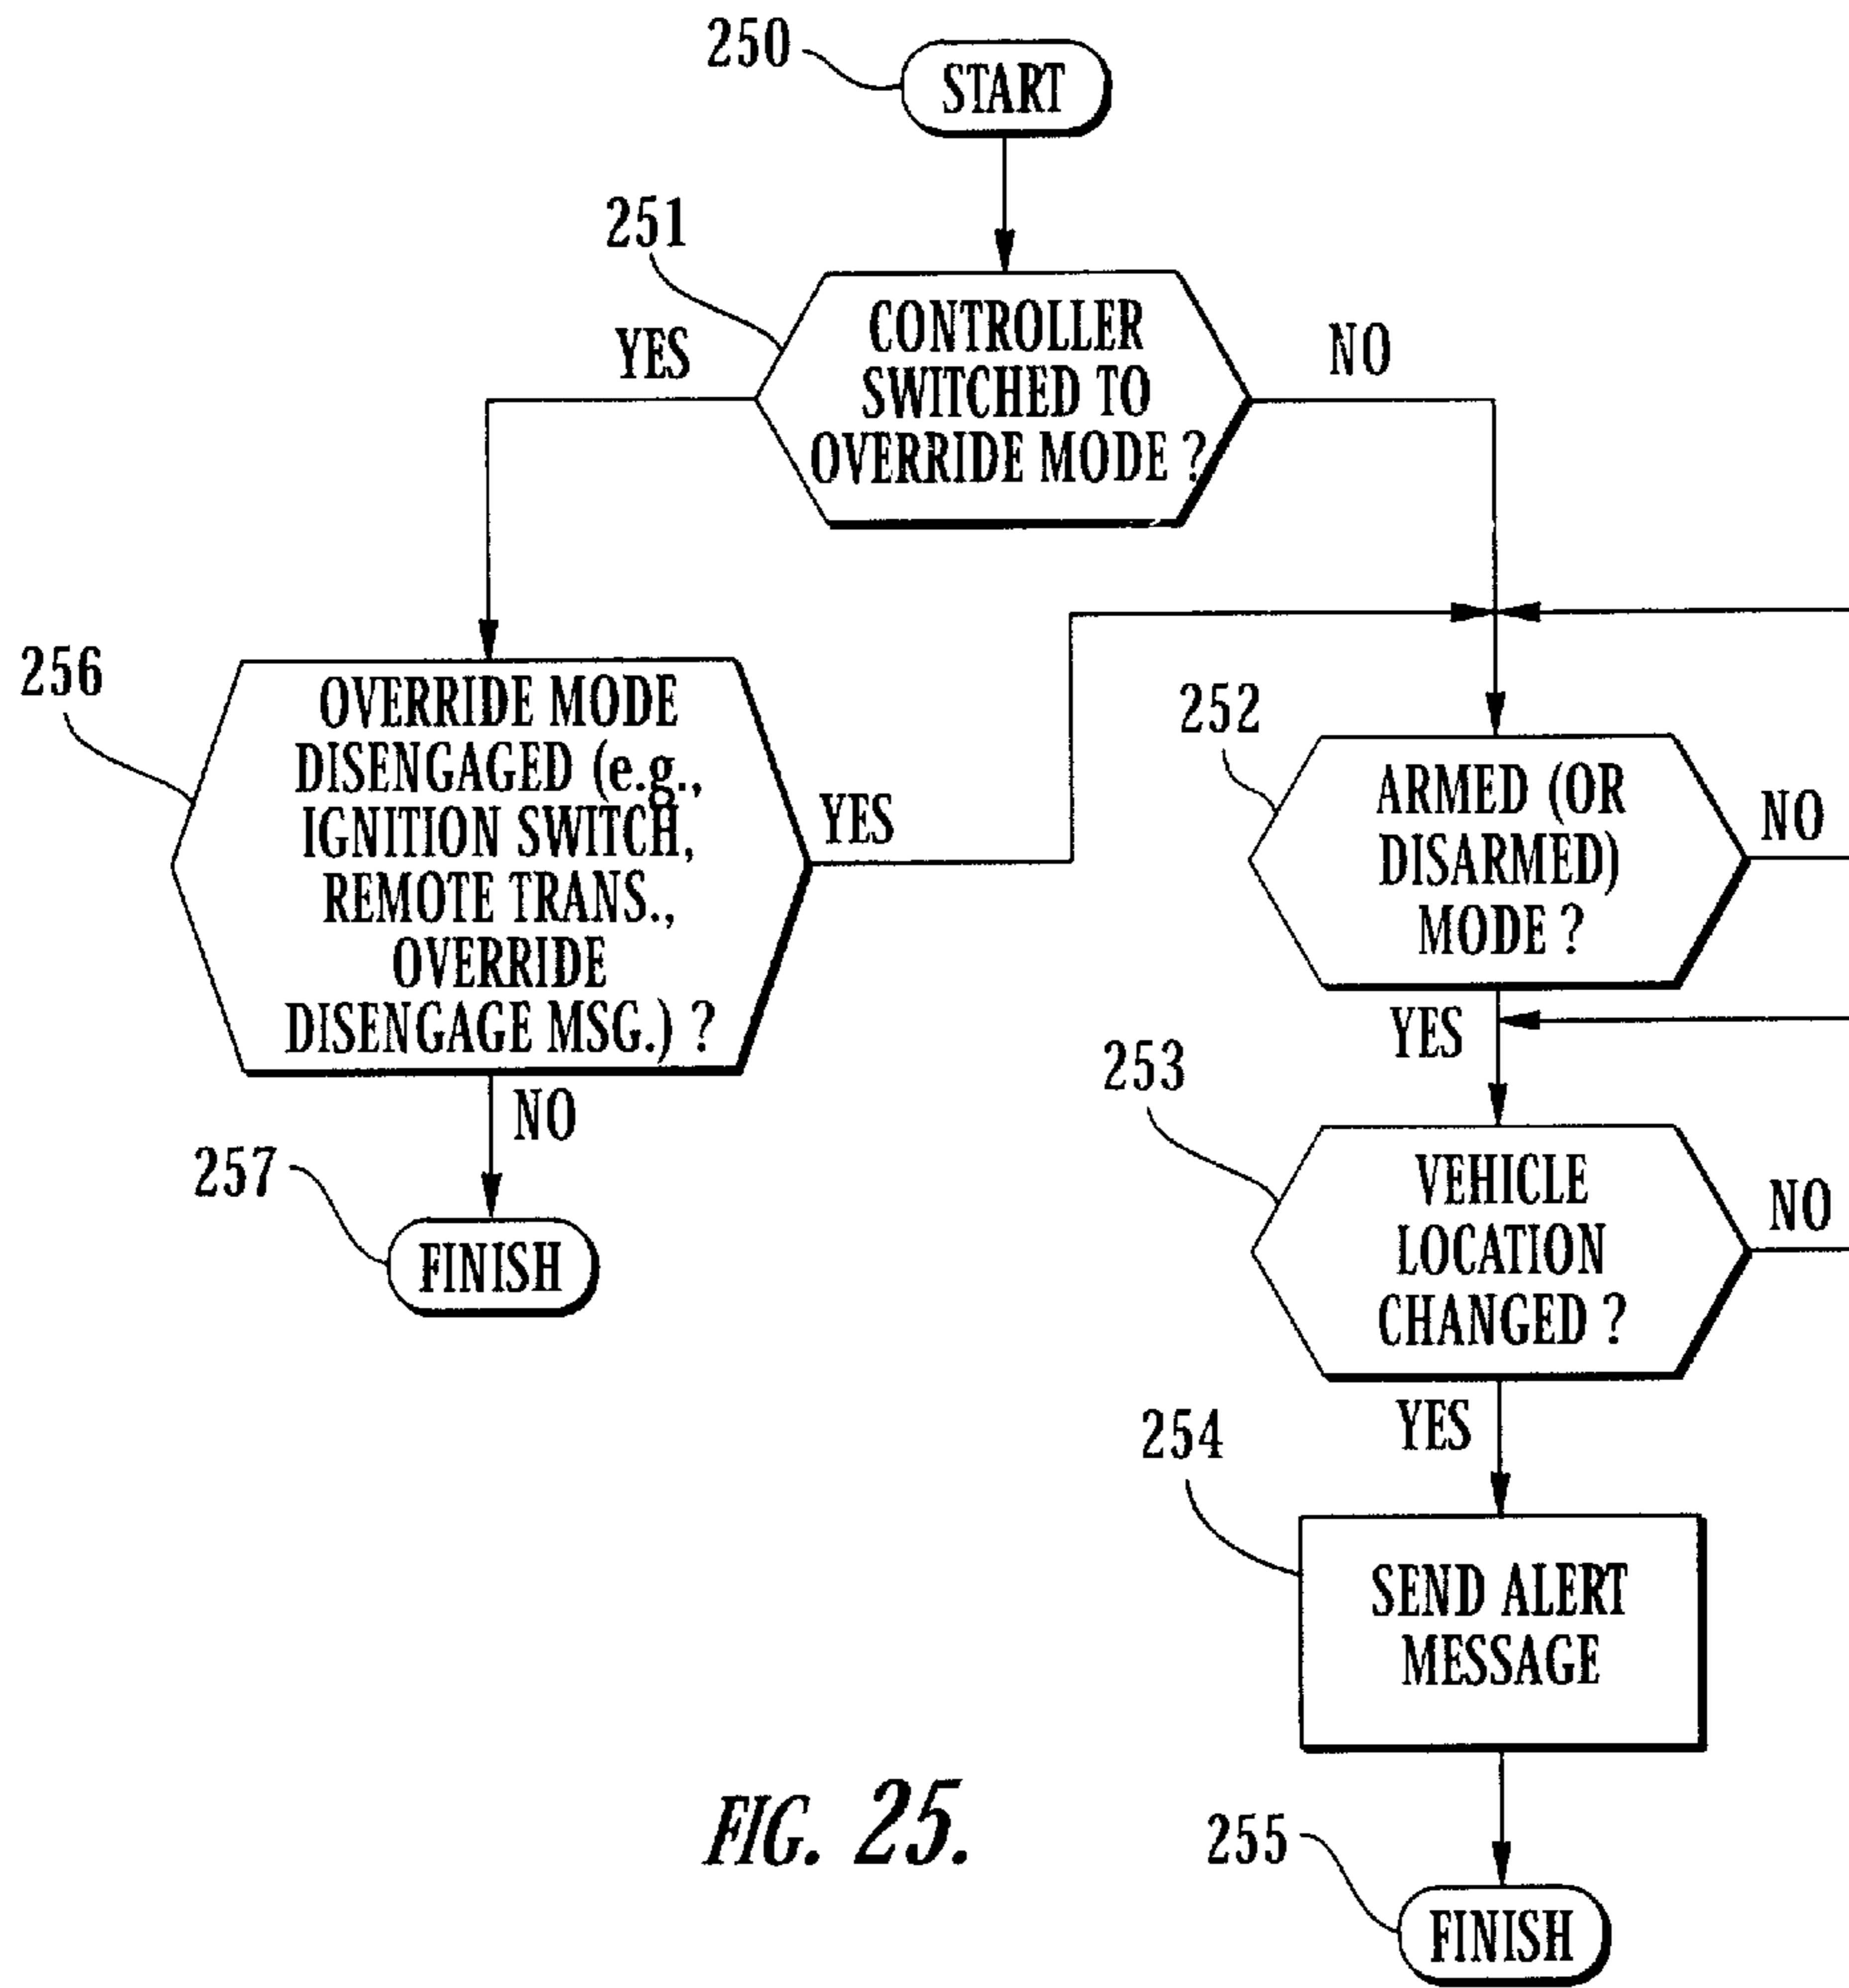 250
START
251
YES
CONTROLLER
SWITCHED TO
OVERRIDE MODE ?
NO
256
OVERRIDE MODE
DISENGAGED (e.g.,
IGNITION SWITCH,
REMOTE TRANS.,
OVERRIDE
DISENGAGE MSG.) ?
YES
NO
257
FINISH
252
ARMED (OR
DISARMED)
MODE ?
NO
YES
253
VEHICLE
LOCATION
CHANGED ?
NO
YES
254
SEND ALERT
MESSAGE
255
FINISH
FIG. 25.